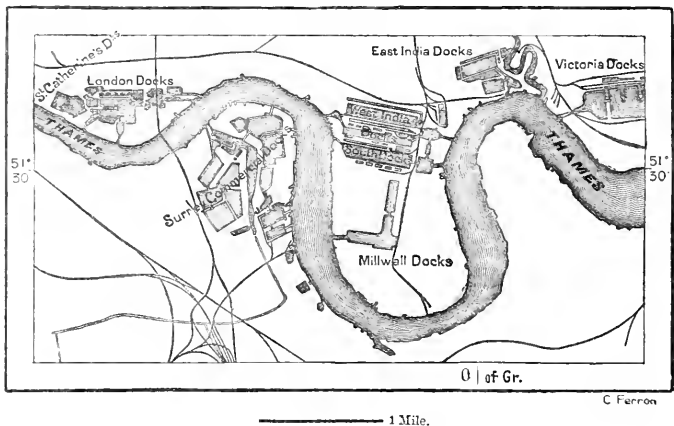 East India Docks
Victoria Docks
St. Catherine's Ds
London Docks
THAMES
West India
Docks
South Dock
THAMES
51°
30'
51°
30'
Surrey Commercial Docks
Millwall Docks
0 | of Gr.
C Perron
1 Mile.